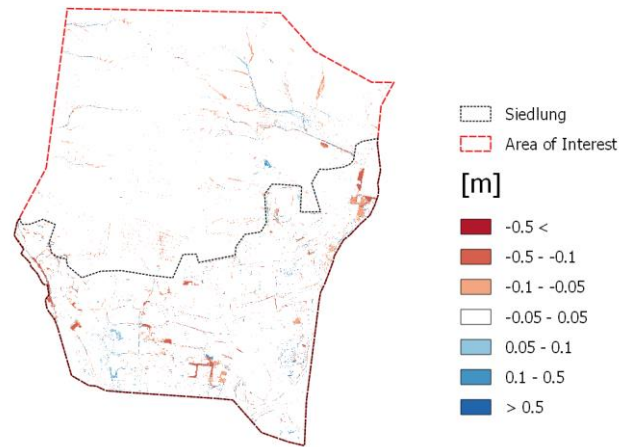 Siedlung
Area of Interest
[m]
-0.5 <
-0.5 - -0.1
-0.1 - -0.05
-0.05 - 0.05
0.05 - 0.1
0.1 - 0.5
> 0.5